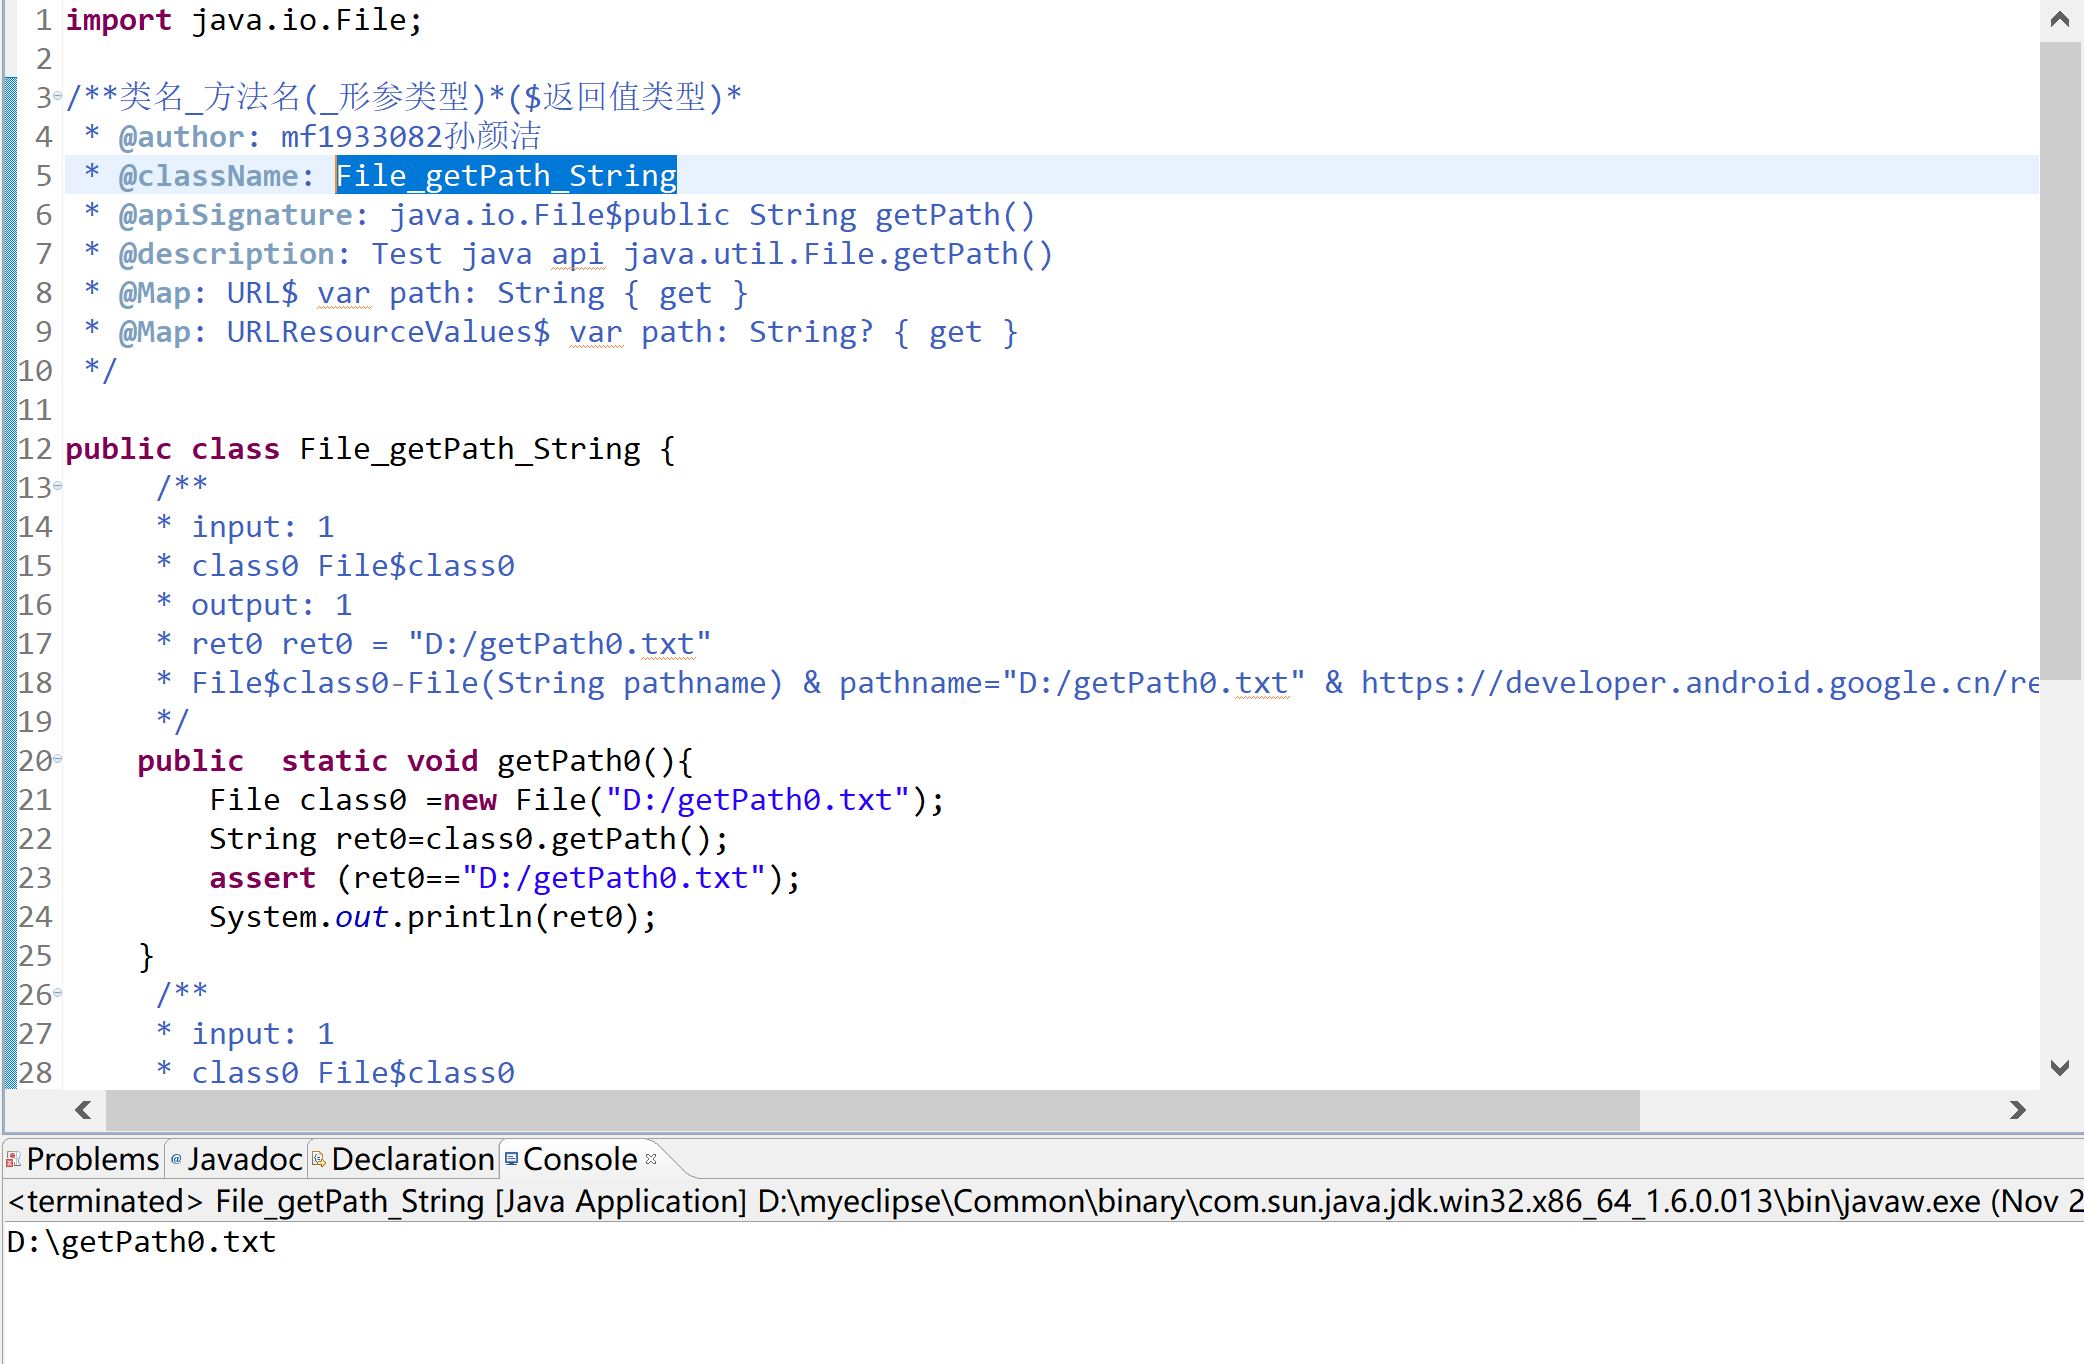 1 import java.io.File;
2
3 /**类名_方法名(_形参类型)*($返回值类型)*
4 * @author: mf1933082孙颜洁
5 * @className: File_getPath_String
6 * @apiSignature: java.io.File$public String getPath()
7 * @description: Test java api java.util.File.getPath()
8 * @Map: URL$ var path: String { get }
9 * @Map: URLResourceValues$ var path: String? { get }
10 */
11
12 public class File_getPath_String {
13 /**
14 * input: 1
15 * class0 File$class0
16 * output: 1
17 * ret0 ret0 = "D:/getPath0.txt"
18 * File$class0-File(String pathname) & pathname="D:/getPath0.txt" & https://developer.android.google.cn/re
19 */
20 public  static void getPath0(){
21 File class0 =new File("D:/getPath0.txt");
22 String ret0=class0.getPath();
23 assert (ret0=="D:/getPath0.txt");
24 System.out.println(ret0);
25 }
26 /**
27 * input: 1
28 * class0 File$class0
Problems Javadoc Declaration Console
<terminated> File_getPath_String [Java Application] D:\myeclipse\Common\binary\com.sun.java.jdk.win32.x86_64_1.6.0.013\bin\javaw.exe (Nov 2
D:\getPath0.txt